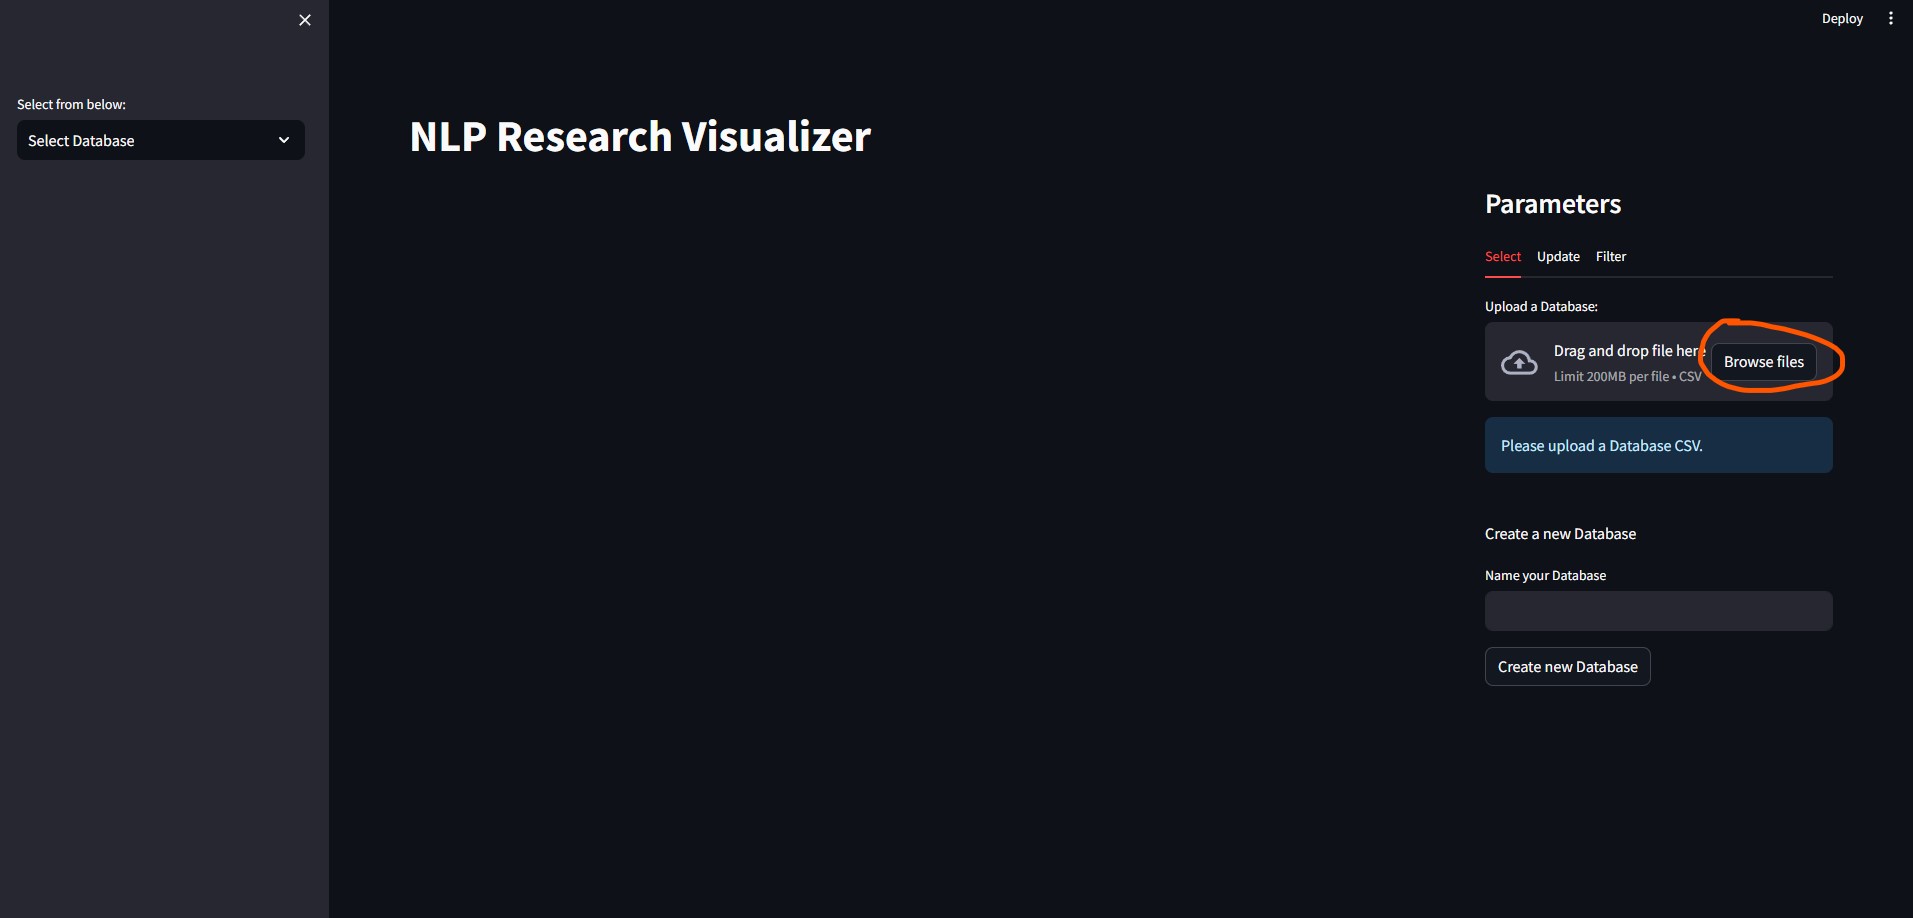 Deploy
Select from below:
Select Database
NLP Research Visualizer
Parameters
Select Update Filter
Upload a Database:
Drag and drop file here
Limit 200MB per file • CSV
Browse files
Please upload a Database CSV.
Create a new Database
Name your Database
Create new Database